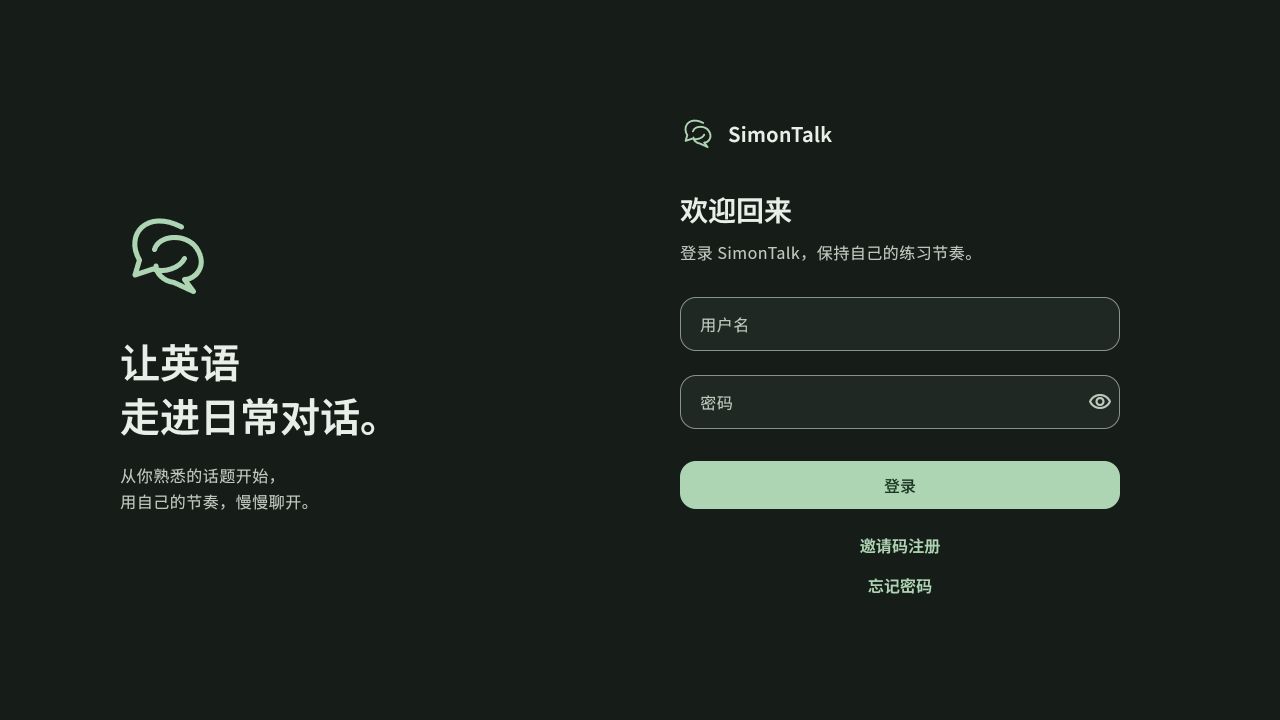 让英语
走进日常对话。
从你熟悉的话题开始，
用自己的节奏，慢慢聊开。
SimonTalk
欢迎回来
登录 SimonTalk，保持自己的练习节奏。
用户名
密码
登录
邀请码注册
忘记密码